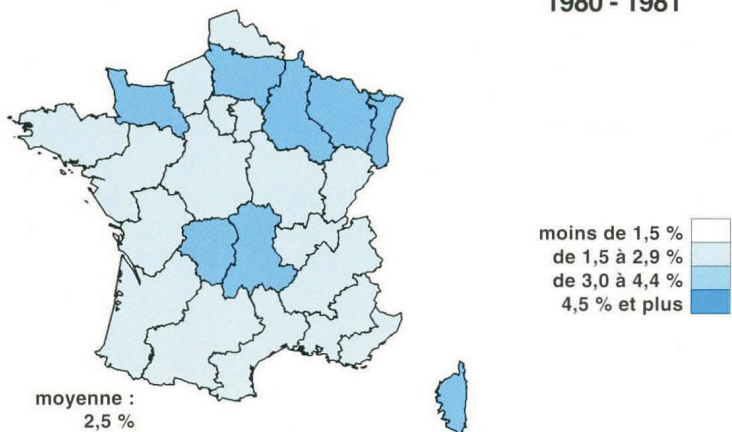 1980 - 1981
moins de 1,5 %
de 1,5 à 2,9 %
de 3,0 à 4,4 %
4,5 % et plus
moyenne :
2,5 %